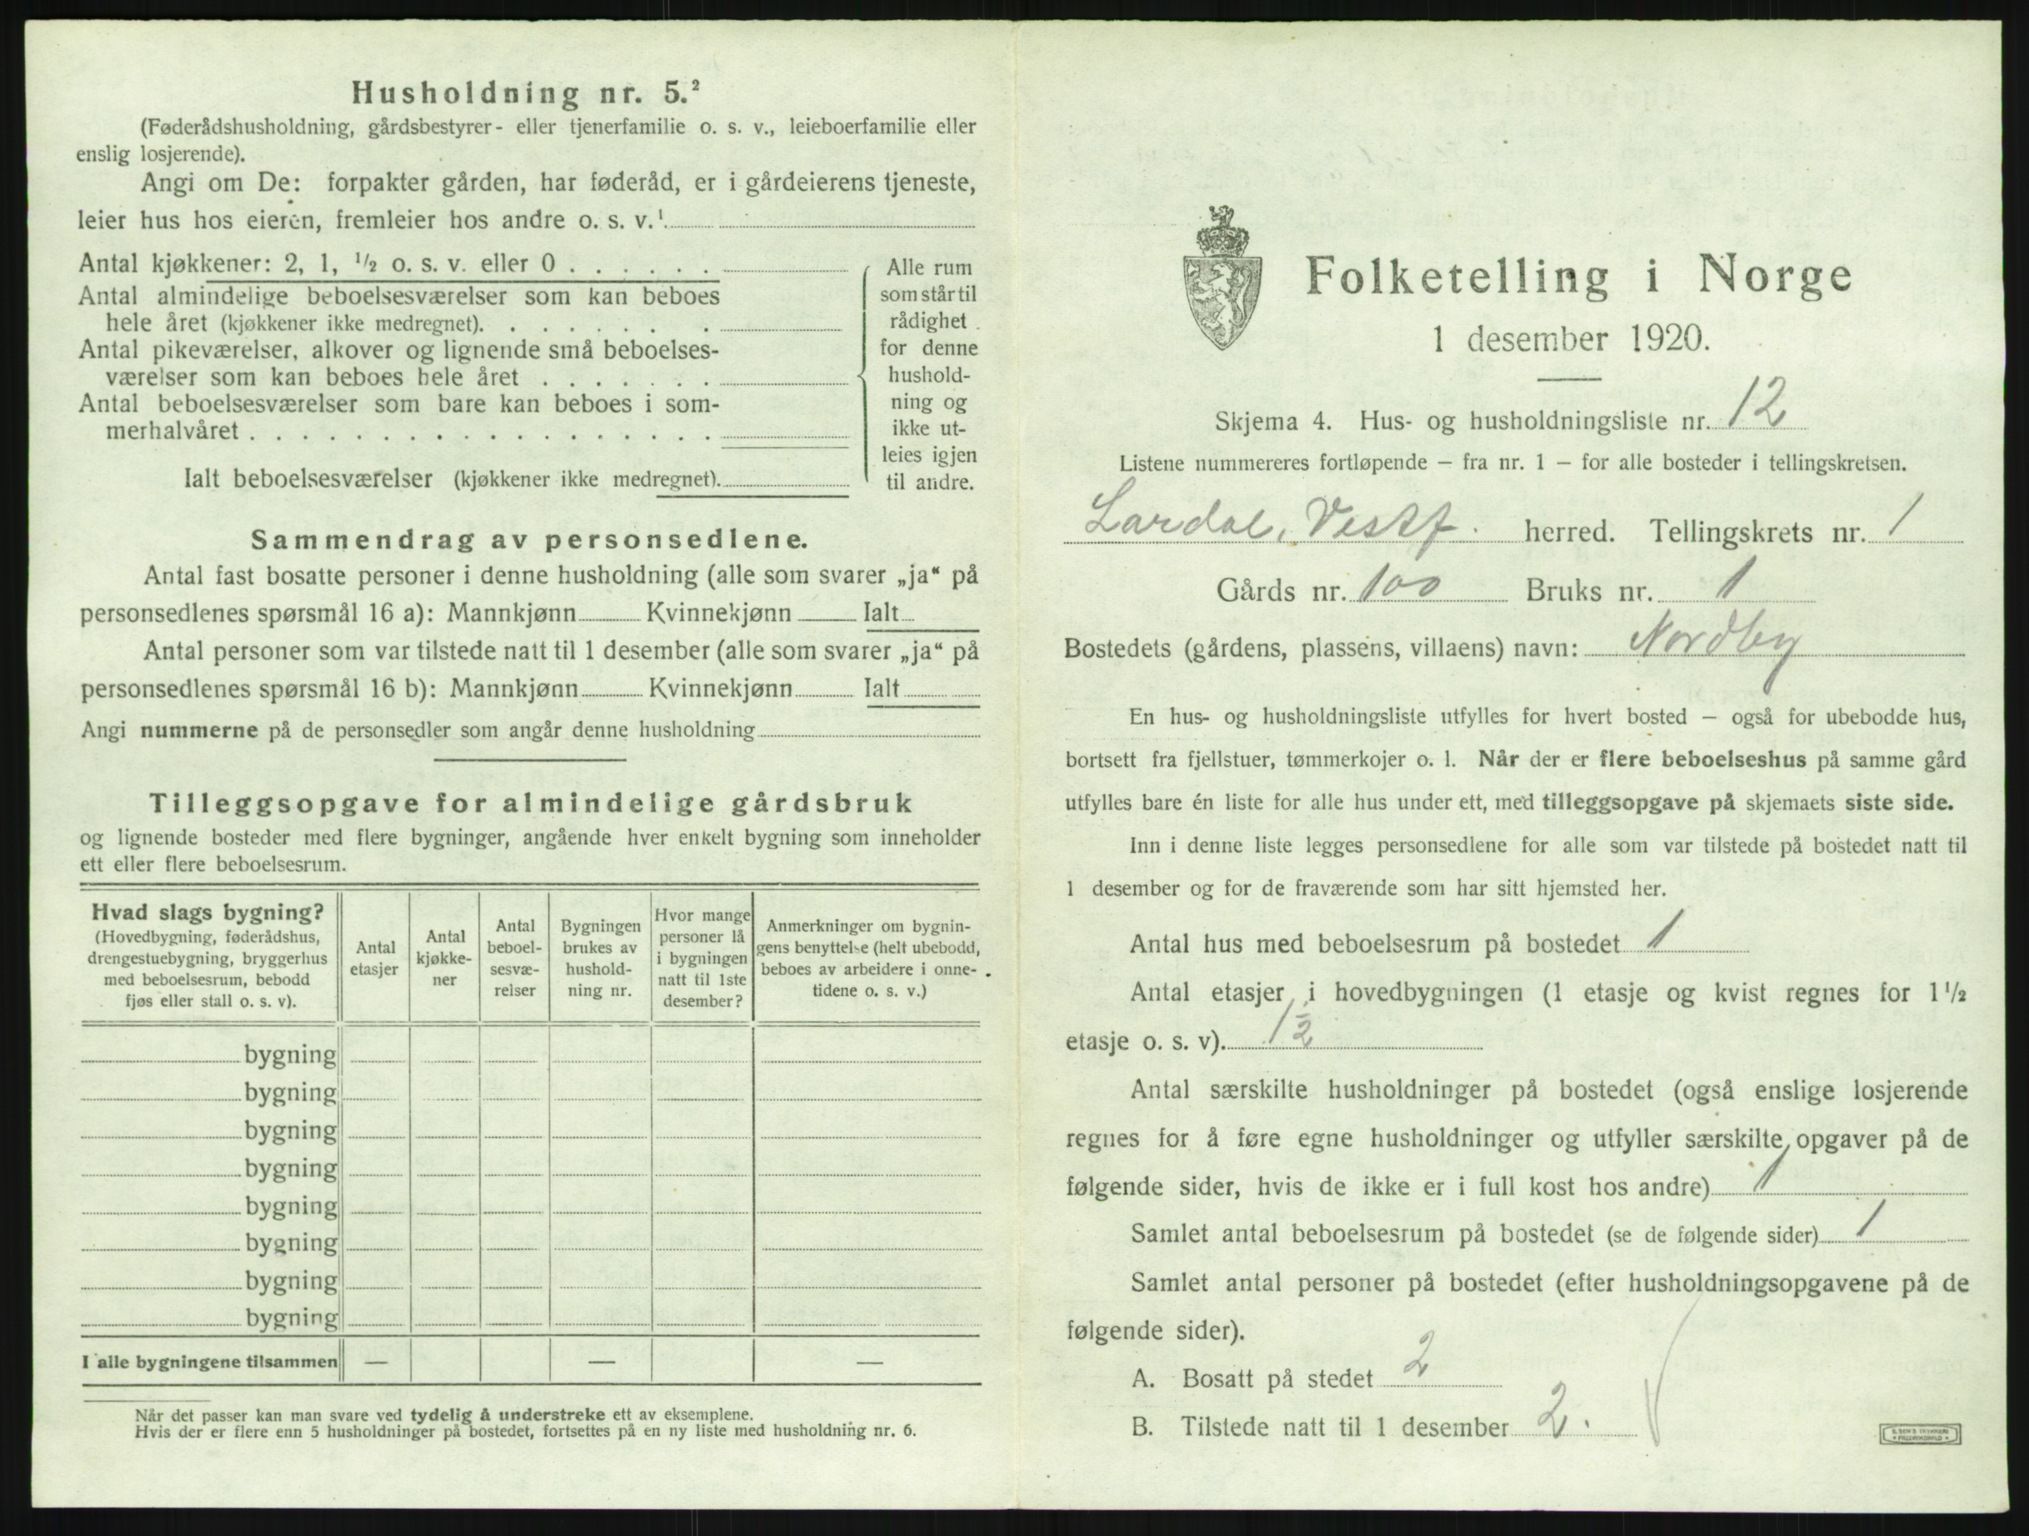 Husholdning nr. 5.²
(Føderådshusholdning, gårdsbestyrer- eller tjenerfamilie o. s. v., leieboerfamilie eller
enslig losjerende).
Angi om De: forpakter gården, har føderåd, er i gårdeierens tjeneste,
leier hus hos eieren, fremleier hos andre o. s. v.¹
Antal kjøkkener: 2, 1, ½ o. s. v. eller 0 . . . . . .
Antal almindelige beboelsesværelser som kan beboes
hele året (kjøkkener ikke medregnet). . . . . . . .
Antal pikeværelser, alkover og lignende små beboelses-
værelser som kan beboes hele året . . . . . . .
Antal beboelsesværelser som bare kan beboes i som-
merhalvåret . . . . . . . . . . . . . . . . . .
Ialt beboelsesværelser (kjøkkener ikke medregnet).
Alle rum
som står til
rådighet
for denne
hushold-
ning og
ikke ut-
leies igjen
til andre.
Sammendrag av personsedlene.
Antal fast bosatte personer i denne husholdning (alle som svarer „ja“ på
personsedlenes spørsmål 16 a): Mannkjønn Kvinnekjønn Ialt
Antal personer som var tilstede natt til 1 desember (alle som svarer „ja“ på
personsedlenes spørsmål 16 b): Mannkjønn Kvinnekjønn Ialt
Angi nummerne på de personsedler som angår denne husholdning
Tilleggsopgave for almindelige gårdsbruk
og lignende bosteder med flere bygninger, angående hver enkelt bygning som inneholder
ett eller flere beboelsesrum.
Hvad slags bygning?
(Hovedbygning, føderådshus,
drengestuebygning, bryggerhus
med beboelsesrum, bebodd
fjøs eller stall o. s. v).
Antal
etasjer
Antal
kjøkke-
ner
Antal
beboel-
sesvæ-
relser
Bygningen
brukes av
hushold-
ning nr.
Hvor mange
personer lå
i bygningen
natt til 1ste
desember?
Anmerkninger om bygnin-
gens benyttelse (helt ubebodd,
beboes av arbeidere i onne-
tidene o. s. v.)
bygning
bygning
bygning
bygning
bygning
bygning
bygning
bygning
I alle bygningene tilsammen — — —
Når det passer kan man svare ved tydelig å understreke ett av eksemplene.
Hvis der er flere enn 5 husholdninger på bostedet, fortsettes på en ny liste med husholdning nr. 6.
Folketelling i Norge
1 desember 1920.
Skjema 4. Hus- og husholdningsliste nr. 12
Listene nummereres fortløpende – fra nr. 1 – for alle bosteder i tellingskretsen.
Lardal, Vestf. herred. Tellingskrets nr. 1
Gårds nr. 100 Bruks nr. 1
Bostedets (gårdens, plassens, villaens) navn: Nordby
En hus- og husholdningsliste utfylles for hvert bosted – også for ubebodde hus,
bortsett fra fjellstuer, tømmerkojer o. l. Når der er flere beboelseshus på samme gård
utfylles bare én liste for alle hus under ett, med tilleggsopgave på skjemaets siste side.
Inn i denne liste legges personsedlene for alle som var tilstede på bostedet natt til
1 desember og for de fraværende som har sitt hjemsted her.
Antal hus med beboelsesrum på bostedet 1
Antal etasjer i hovedbygningen (1 etasje og kvist regnes for 1½
etasje o. s. v). 1½
Antal særskilte husholdninger på bostedet (også enslige losjerende
regnes for å føre egne husholdninger og utfyller særskilte opgaver på de
følgende sider, hvis de ikke er i full kost hos andre) 1
Samlet antal beboelsesrum på bostedet (se de følgende sider) 1
Samlet antal personer på bostedet (efter husholdningsopgavene på de
følgende sider).
A. Bosatt på stedet 2
B. Tilstede natt til 1 desember 2.